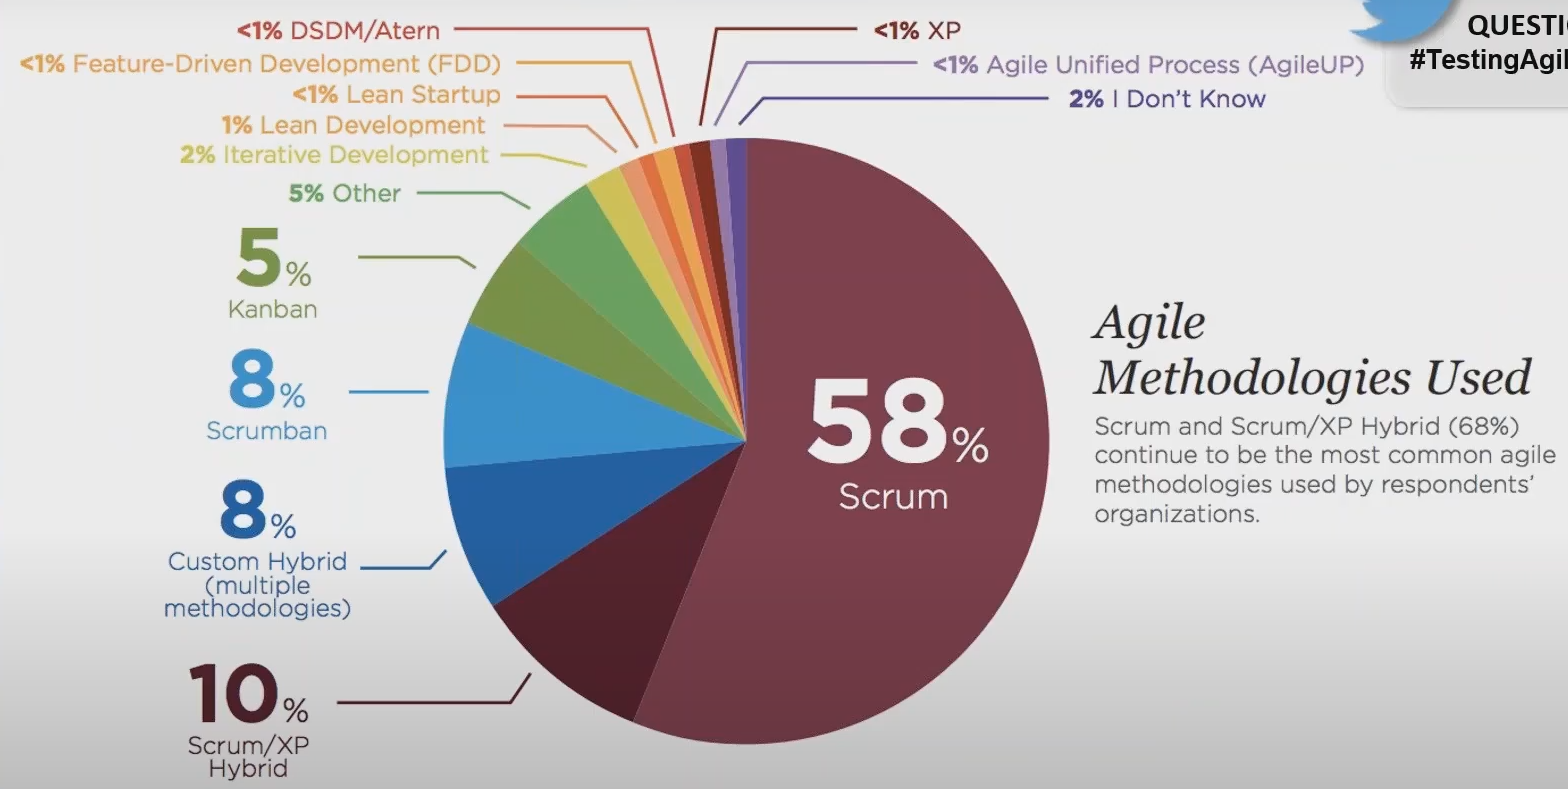 <1% DSDM/Atern
<1% Feature-Driven Development (FDD)
<1% Lean Startup
1% Lean Development
2% Iterative Development
5% Other
5%
Kanban
8%
Scrumban
8%
Custom Hybrid
(multiple
methodologies)
10%
Scrum/XP
Hybrid
<1% XP
<1% Agile Unified Process (AgileUP)
2% I Don't Know
58%
Scrum
QUESTI
#TestingAgil
Agile
Methodologies Used
Scrum and Scrum/XP Hybrid (68%)
continue to be the most common agile
methodologies used by respondents'
organizations.